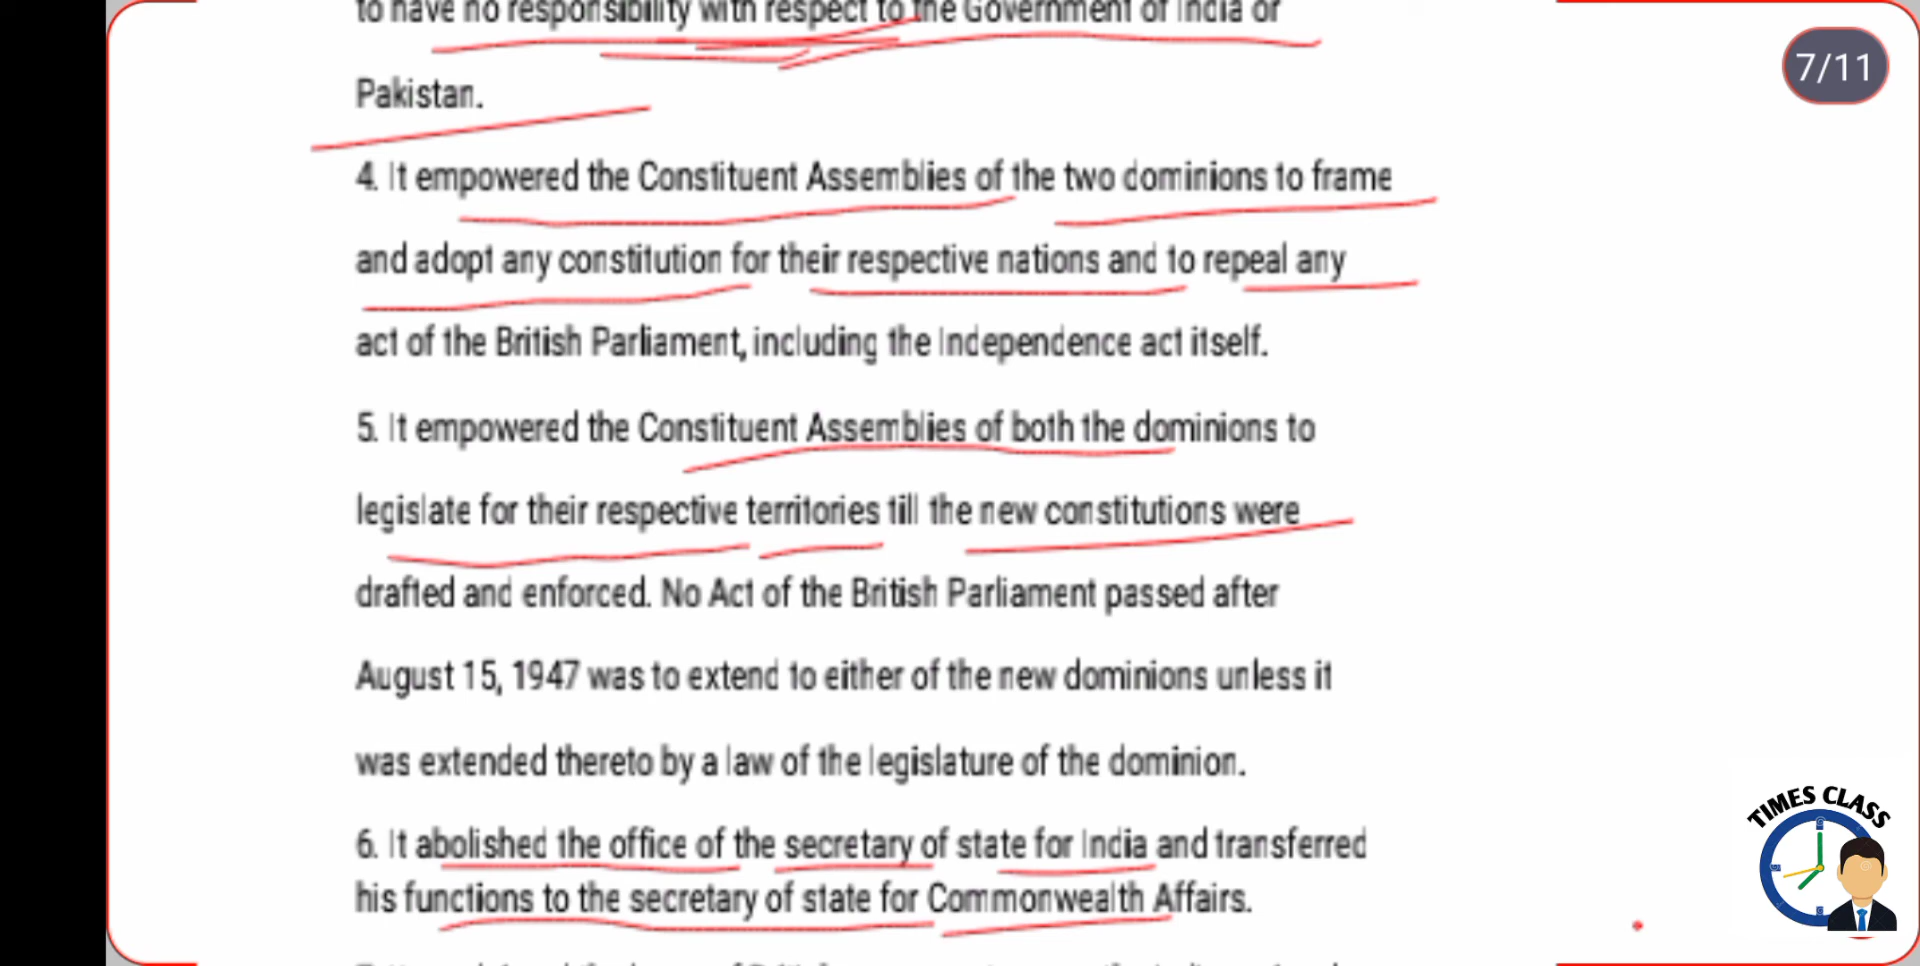 to have no responsibility with respect to the Government of India or
7/11
Pakistan.
4. It empowered the Constituent Assemblies of the two dominions to frame
and adopt any constitution for their respective nations and to repeal any
act of the British Parliament, including the Independence act itself.
5. It empowered the Constituent Assemblies of both the dominions to
legislate for their respective territories till the new constitutions were
drafted and enforced. No Act of the British Parliament passed after
August 15, 1947 was to extend to either of the new dominions unless it
was extended thereto by a law of the legislature of the dominion.
TIMES CLASS
6. It abolished the office of the secretary of state for India and transferred
his functions to the secretary of state for Commonwealth Affairs.